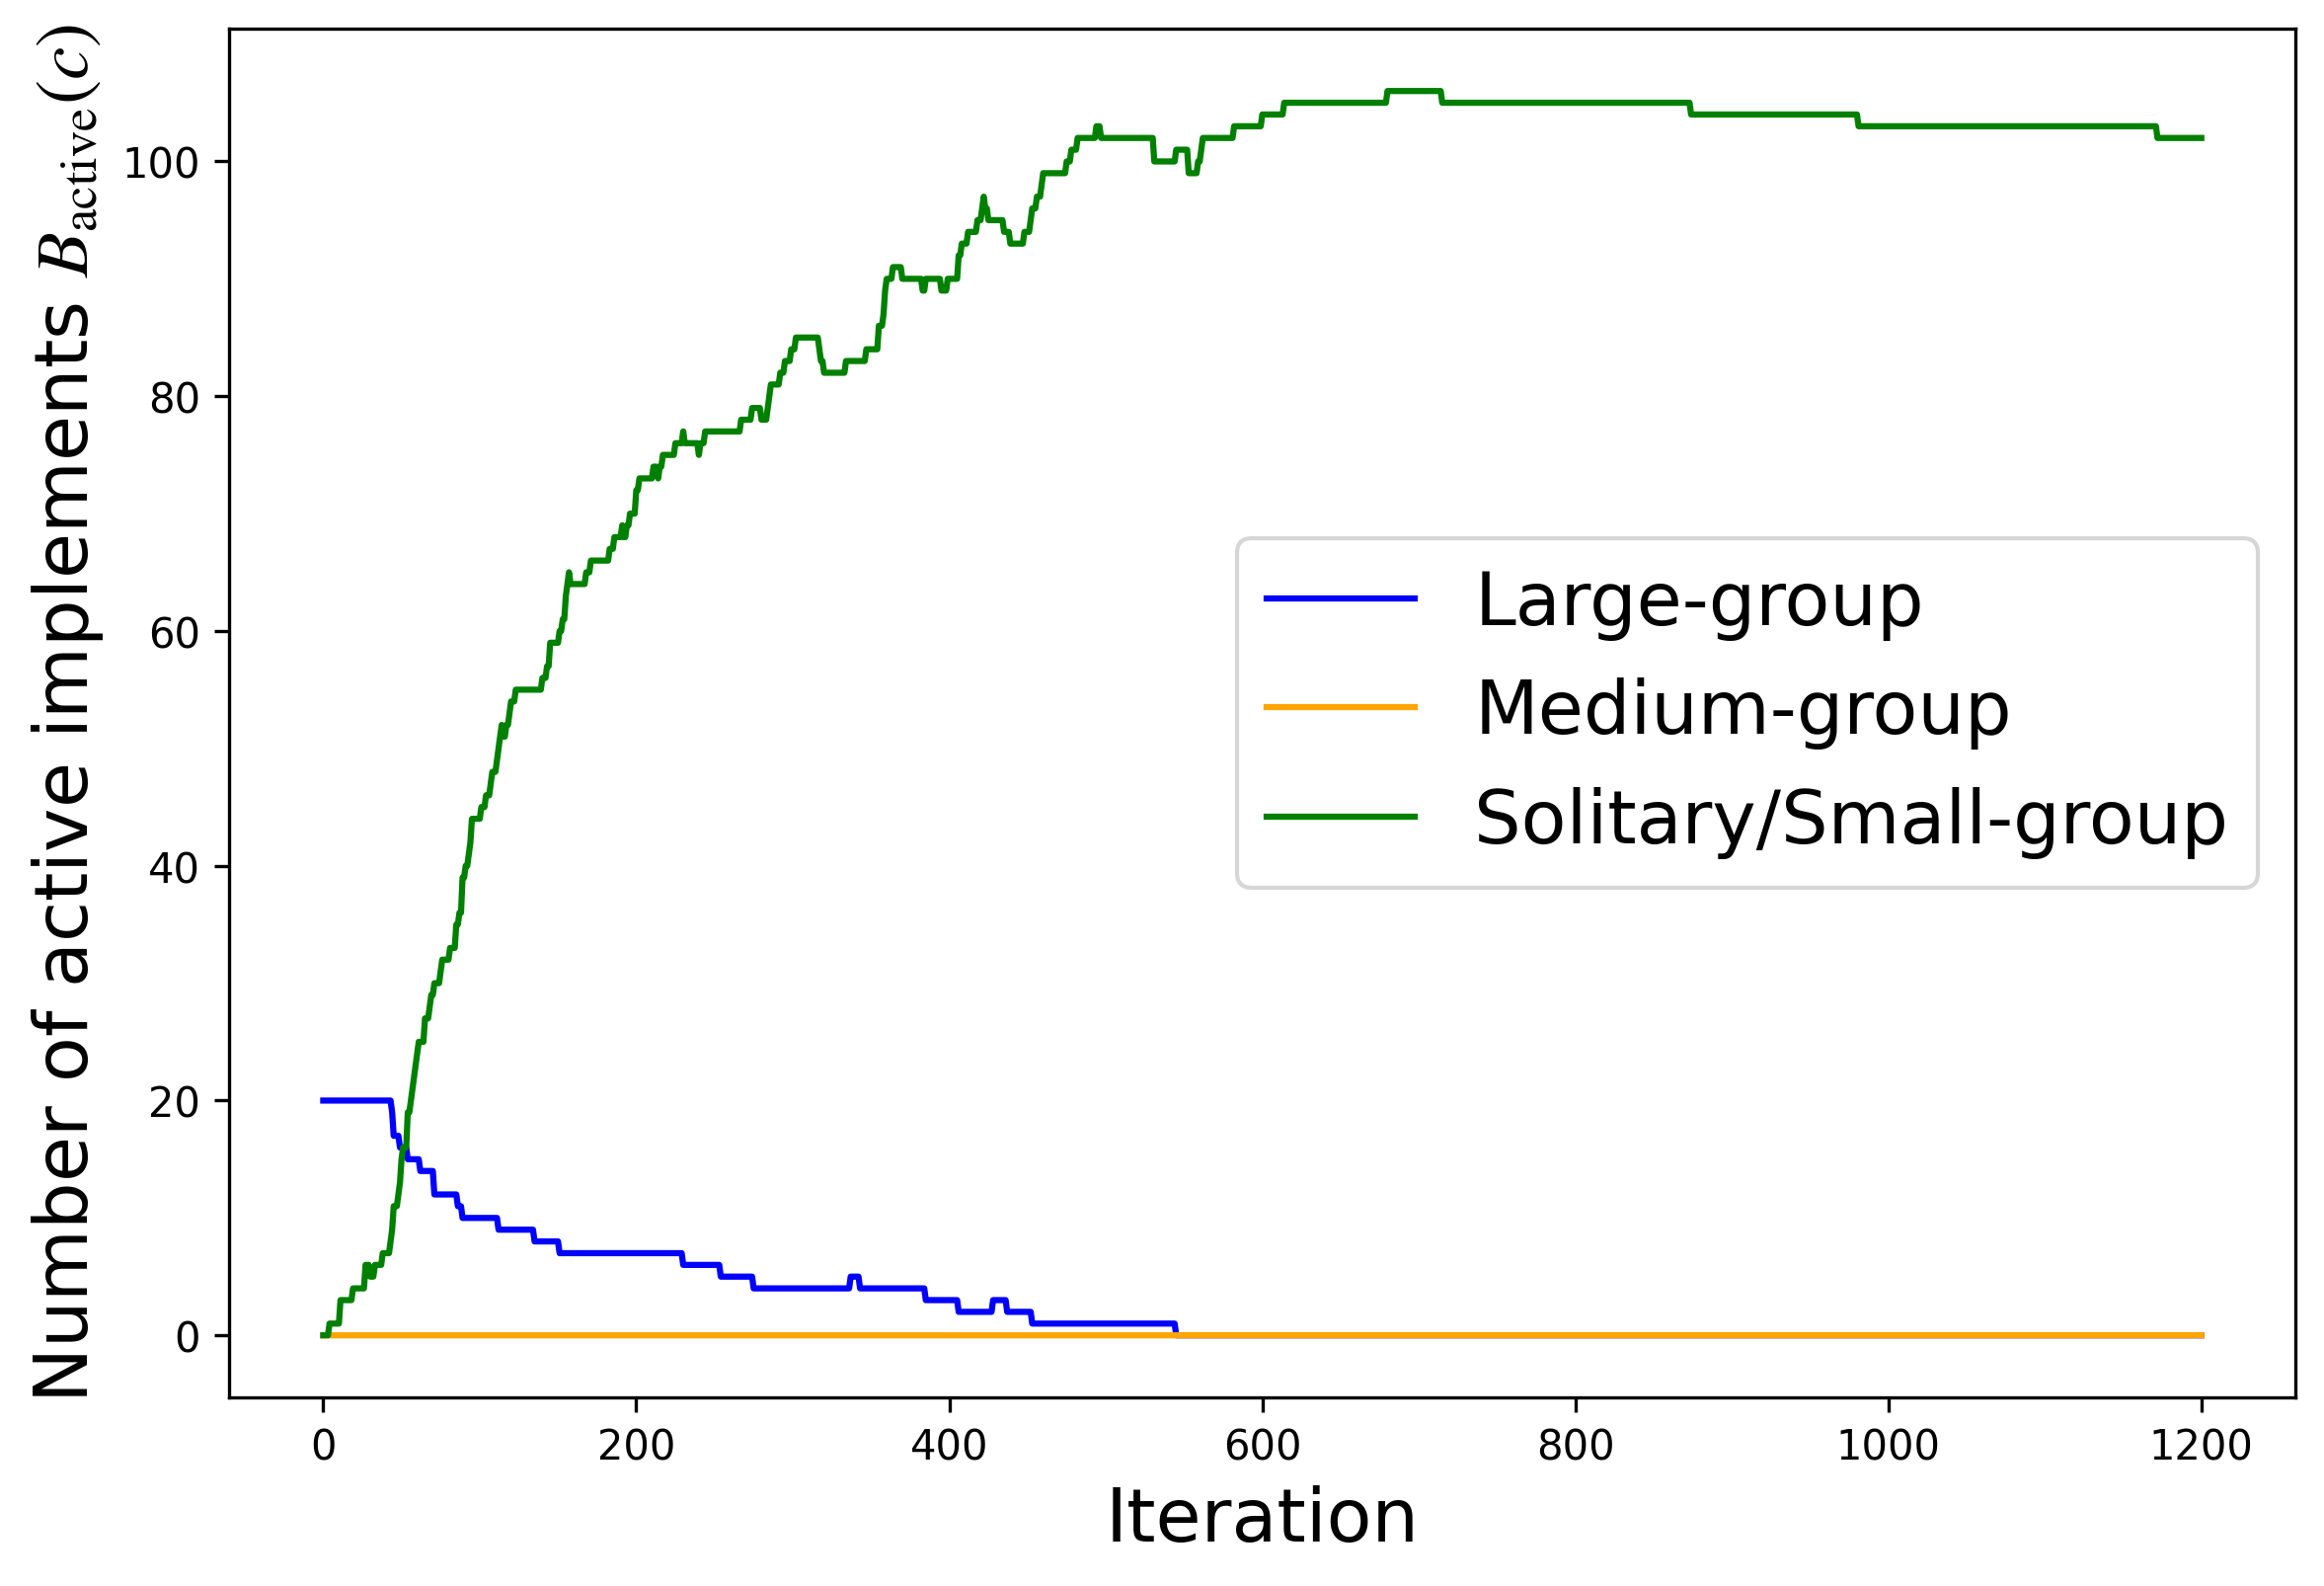 Number of active implements B_active(c)
100
80
60
40
20
0
Large-group
Medium-group
Solitary/Small-group
0 200 400 600 800 1000 1200
Iteration